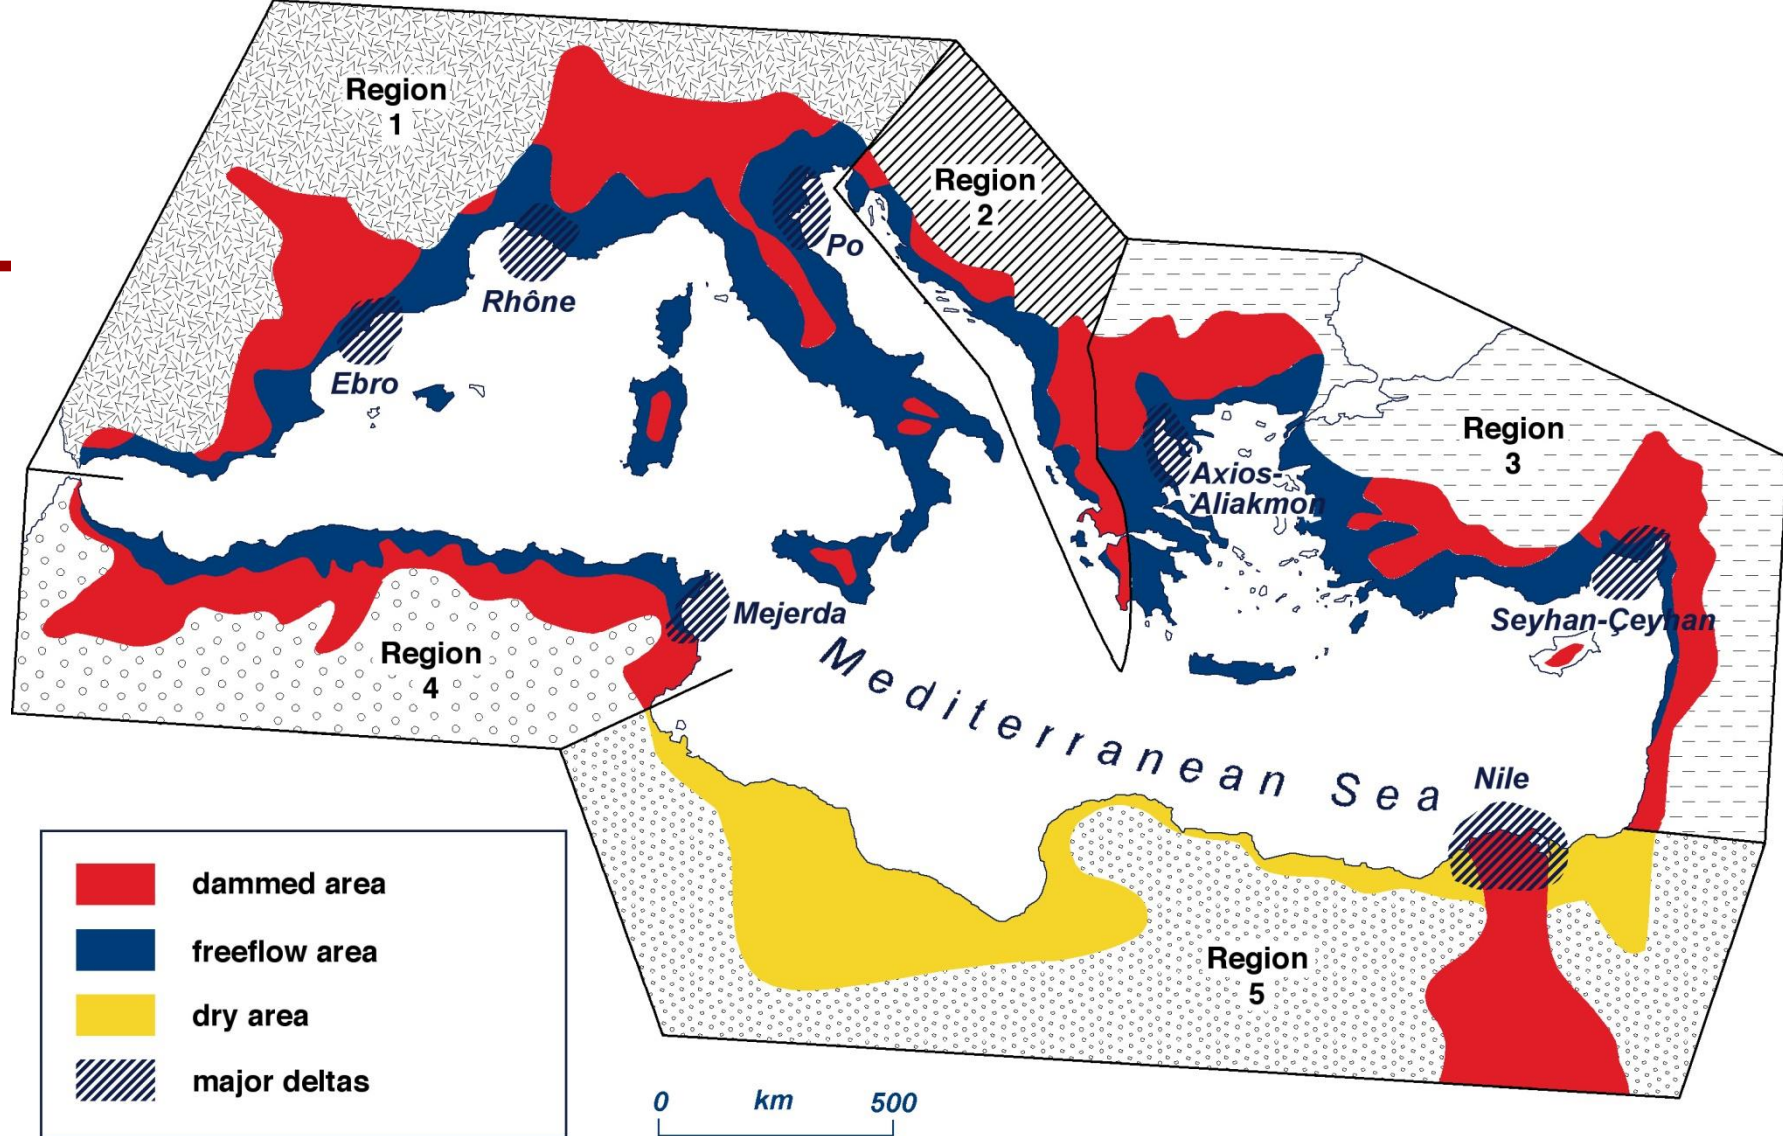 Region
1
Region
2
Po
Rhône
Ebro
Region
3
Axios-
Aliakmon
Mejerda
Seyhan-Çeyhan
Region
4
Mediterranean Sea
Nile
Region
5
dammed area
freeflow area
dry area
major deltas
0 km 500